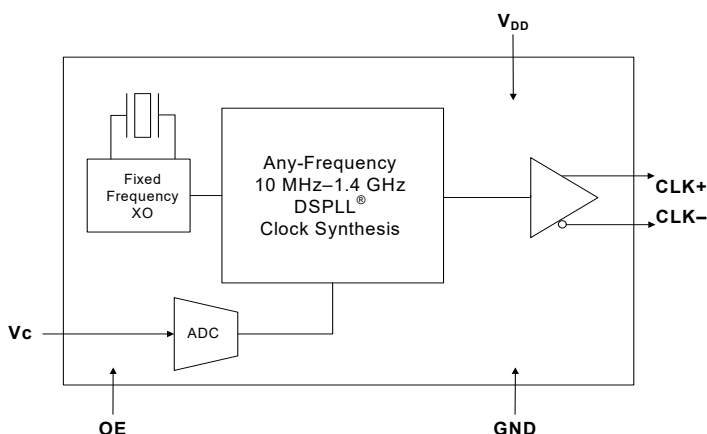 VDD
Fixed
Frequency
XO
Any-Frequency
10 MHz–1.4 GHz
DSPLL®
Clock Synthesis
CLK+
CLK–
Vc
ADC
OE
GND